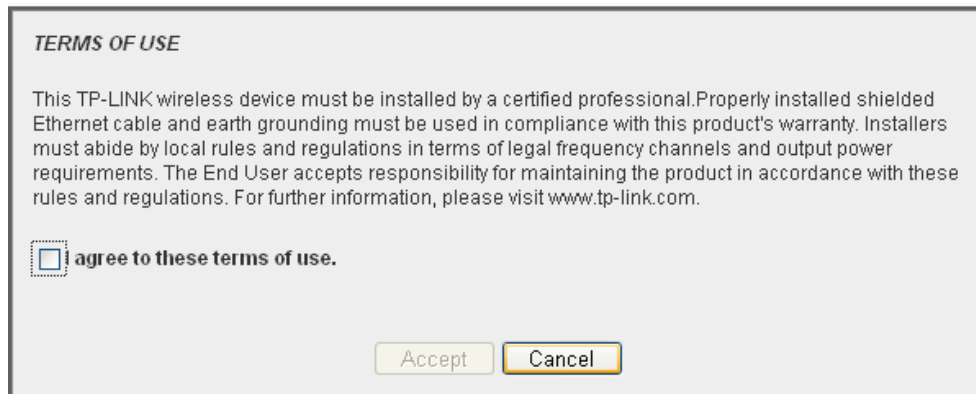 TERMS OF USE
This TP-LINK wireless device must be installed by a certified professional.Properly installed shielded
Ethernet cable and earth grounding must be used in compliance with this product's warranty. Installers
must abide by local rules and regulations in terms of legal frequency channels and output power
requirements. The End User accepts responsibility for maintaining the product in accordance with these
rules and regulations. For further information, please visit www.tp-link.com.
I agree to these terms of use.
Accept Cancel